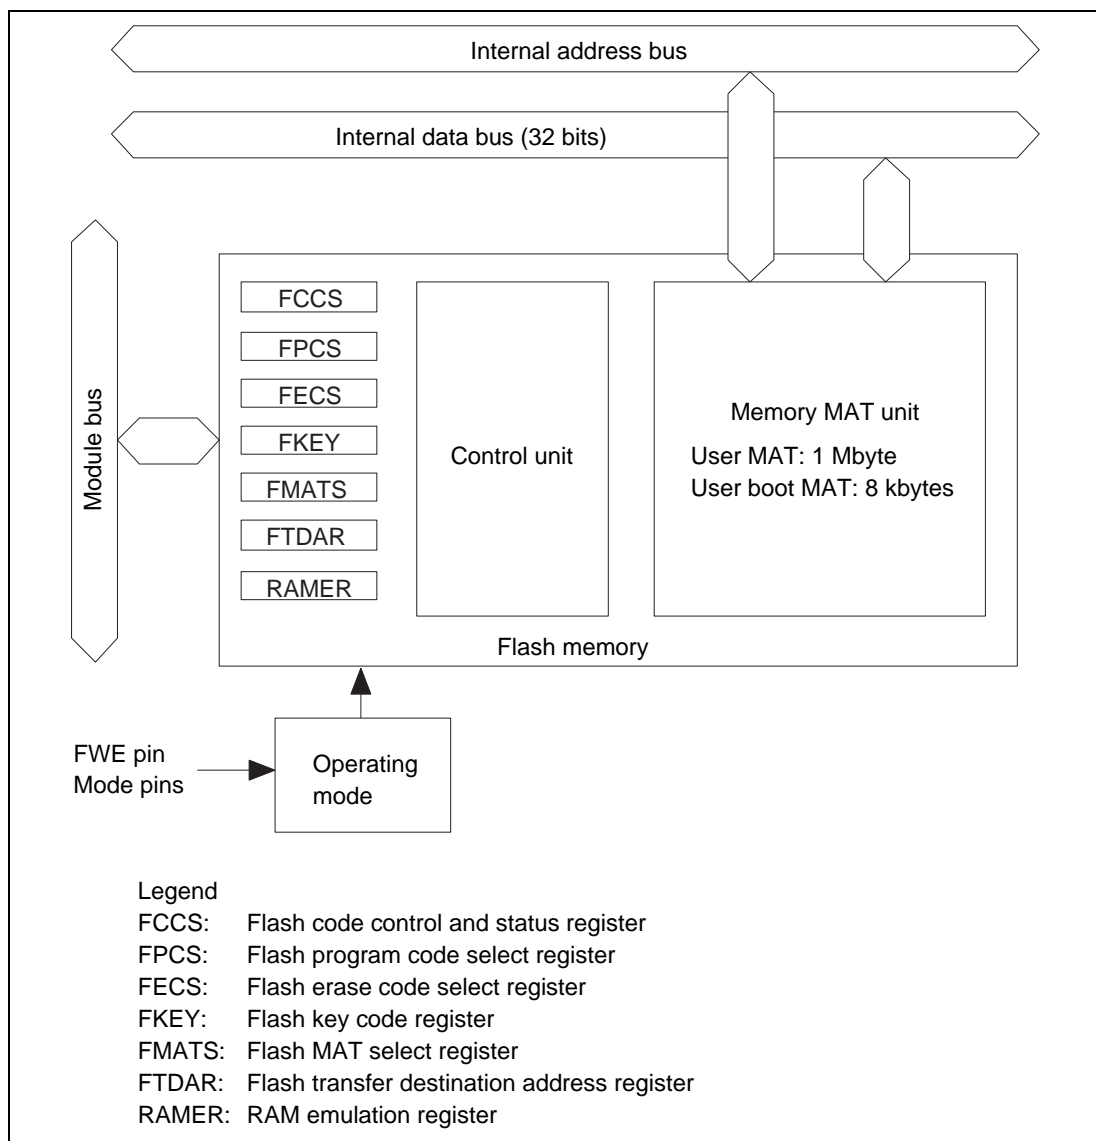 Internal address bus
Internal data bus (32 bits)
Module bus
FCCS
FPCS
FECS
FKEY
FMATS
FTDAR
RAMER
Control unit
Memory MAT unit
User MAT: 1 Mbyte
User boot MAT: 8 kbytes
Flash memory
FWE pin
Mode pins
Operating
mode
Legend
FCCS: Flash code control and status register
FPCS: Flash program code select register
FECS: Flash erase code select register
FKEY: Flash key code register
FMATS: Flash MAT select register
FTDAR: Flash transfer destination address register
RAMER: RAM emulation register